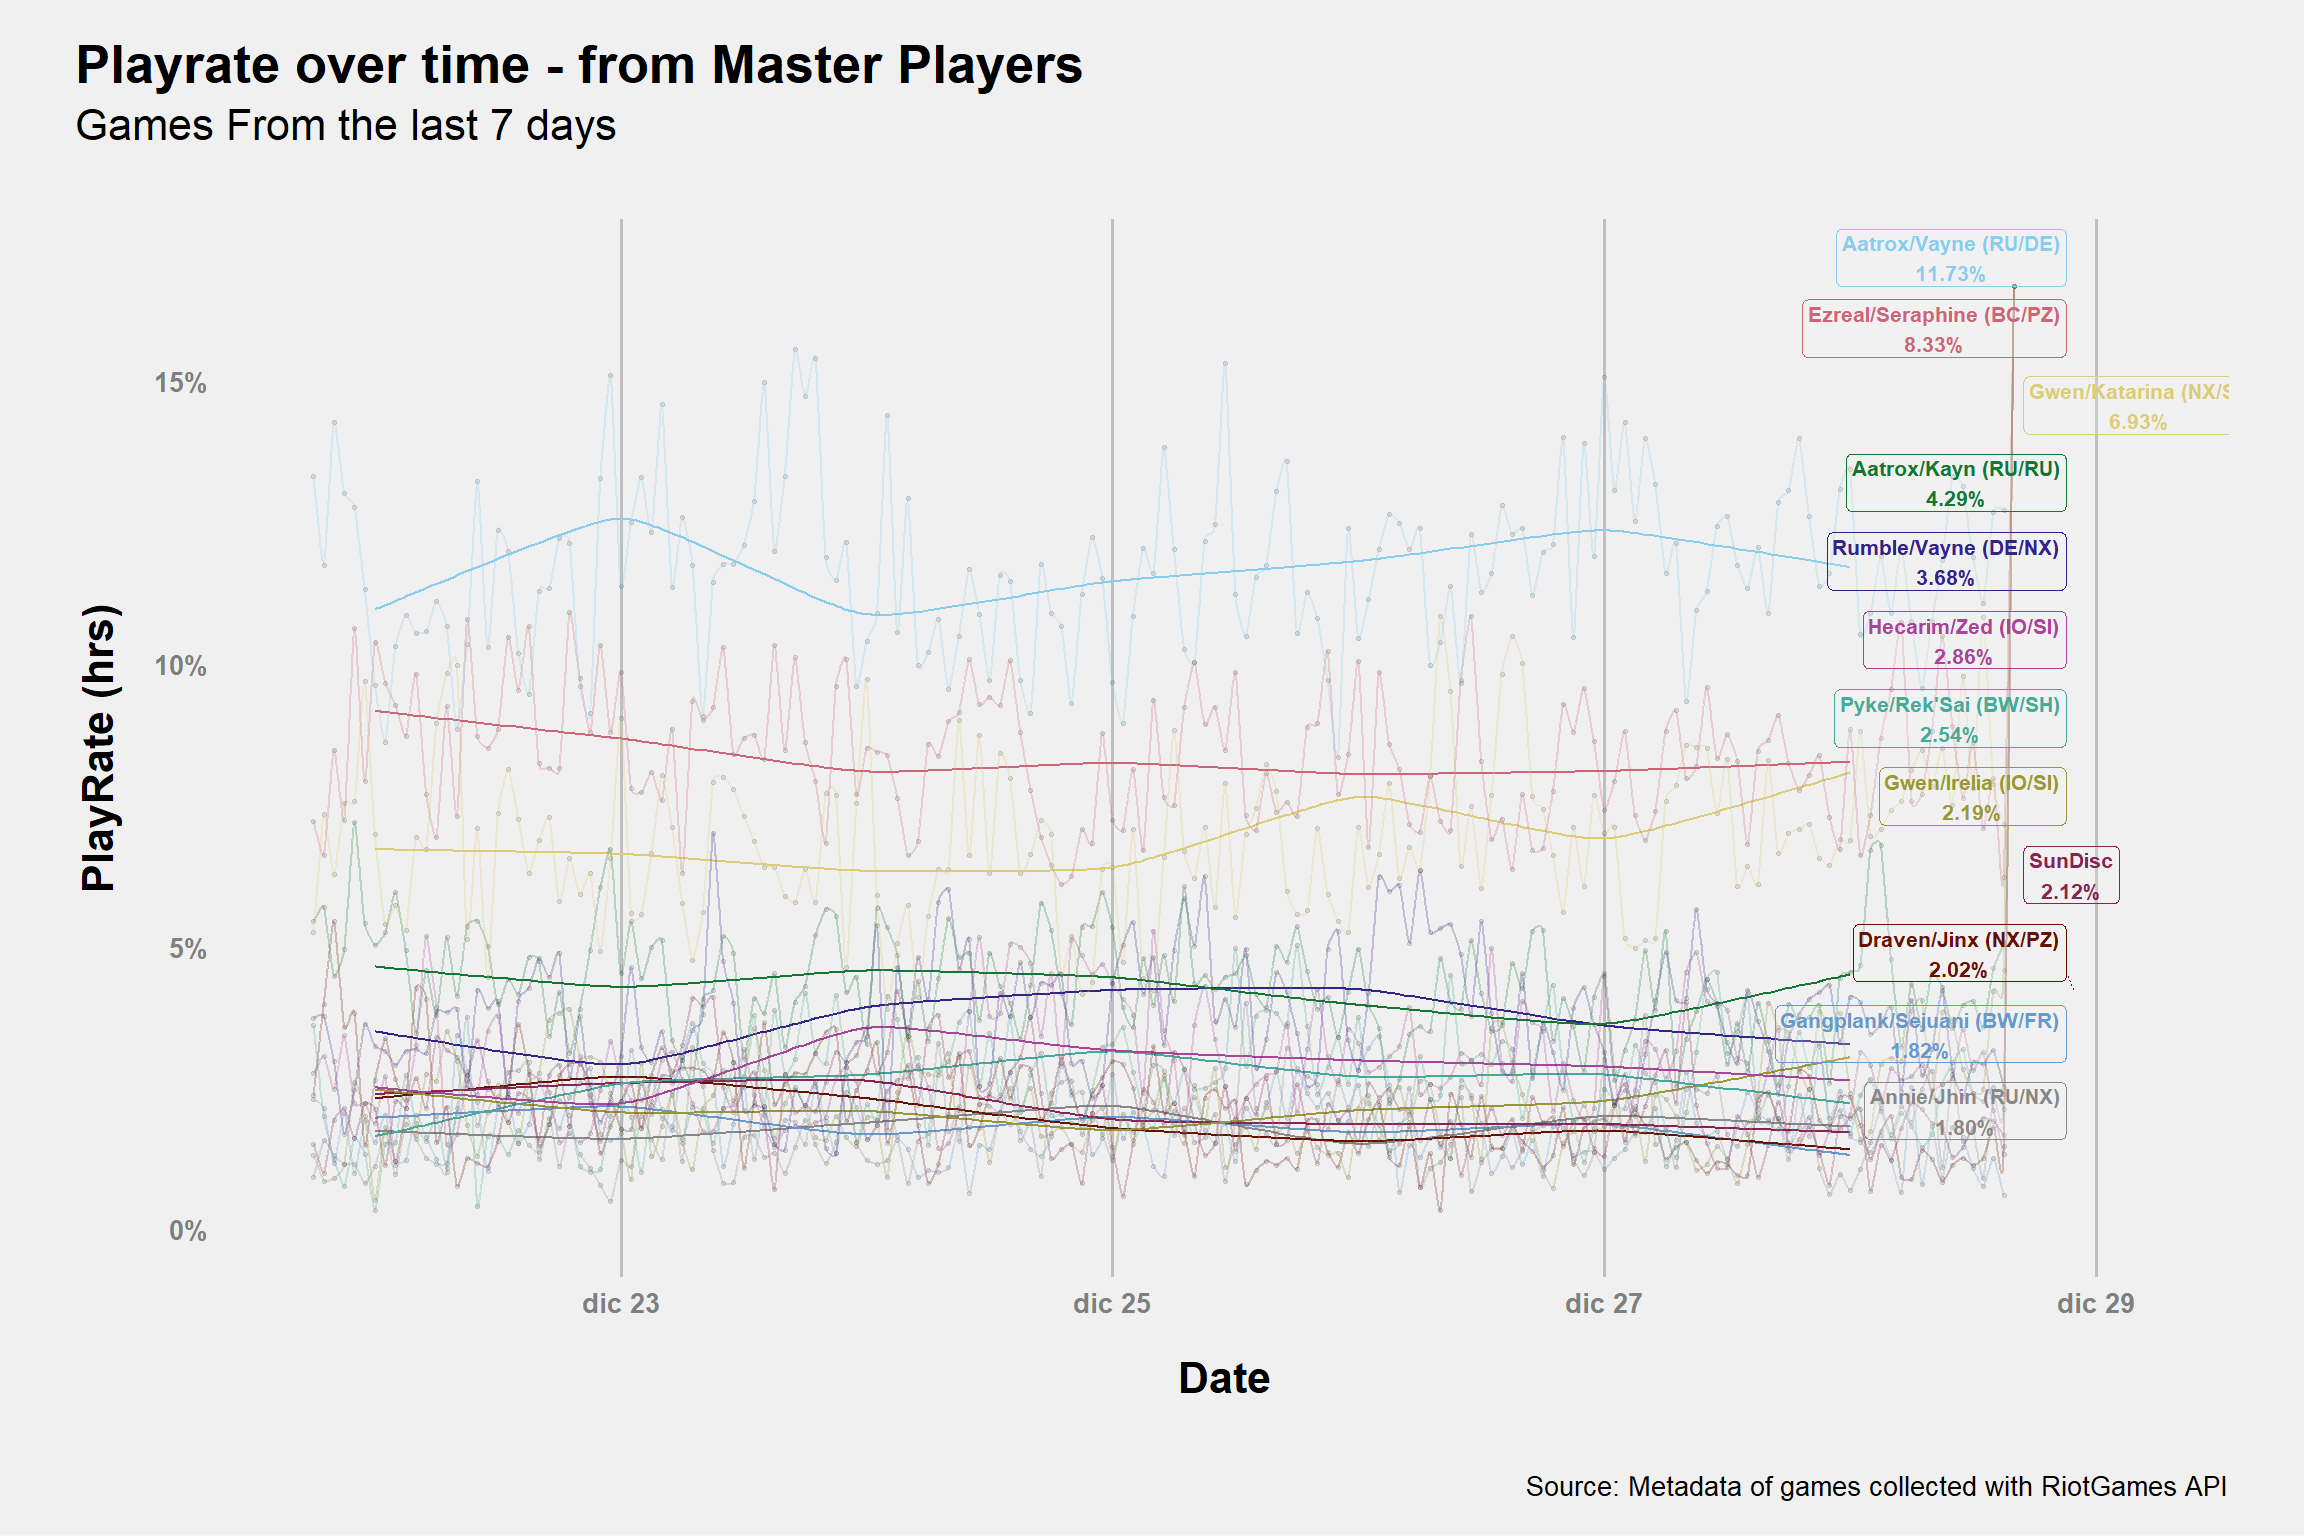 Playrate over time - from Master Players
Games From the last 7 days
PlayRate (hrs)
15%
10%
5%
0%
Aatrox/Vayne (RU/DE)
11.73%
Ezreal/Seraphine (BC/PZ)
8.33%
Gwen/Katarina (NX/S
6.93%
Aatrox/Kayn (RU/RU)
4.29%
Rumble/Vayne (DE/NX)
3.68%
Hecarim/Zed (IO/SI)
2.86%
Pyke/Rek'Sai (BW/SH)
2.54%
Gwen/Irelia (IO/SI)
2.19%
SunDisc
2.12%
Draven/Jinx (NX/PZ)
2.02%
Gangplank/Sejuani (BW/FR)
1.82%
Annie/Jhin (RU/NX)
1.80%
dic 23
dic 25
dic 27
dic 29
Date
Source: Metadata of games collected with RiotGames API